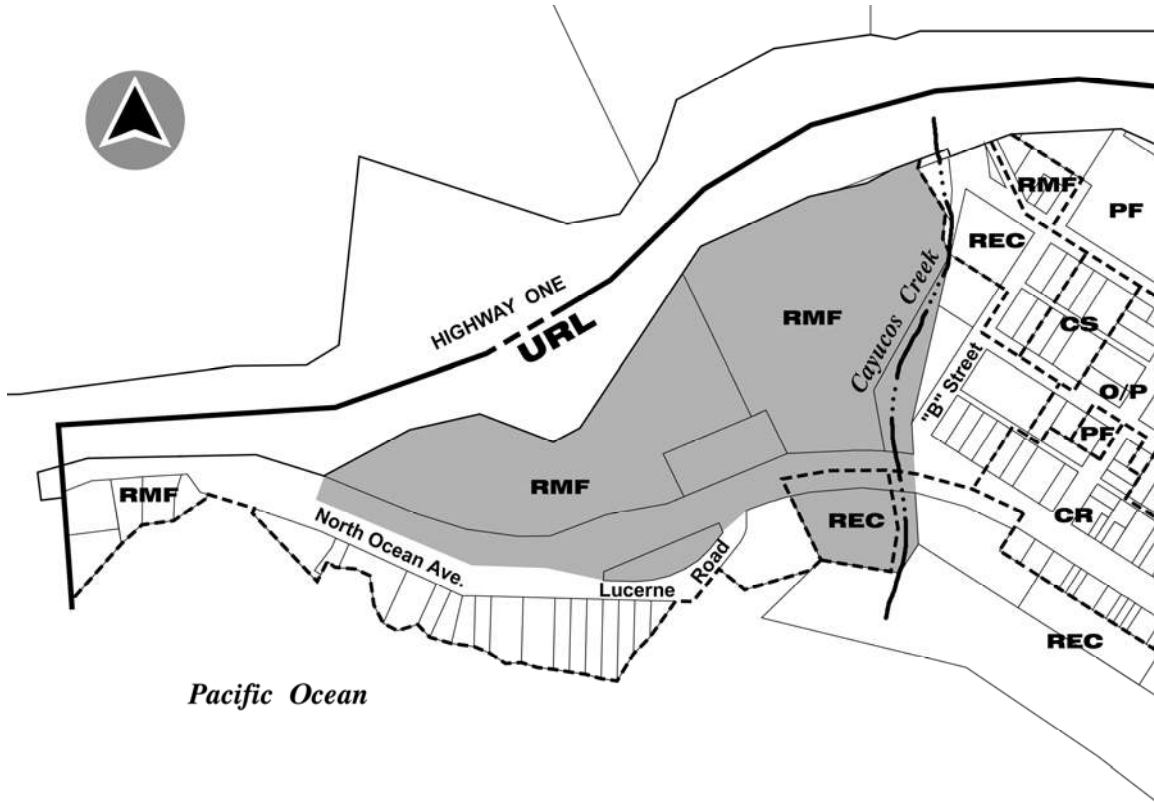 RMF
PF
REC
HIGHWAY ONE
URL
Cayucos Creek
RMF
CS
"B" Street
O/P
PF
RMF
RMF
REC
CR
North Ocean Ave.
Lucerne Road
REC
Pacific Ocean